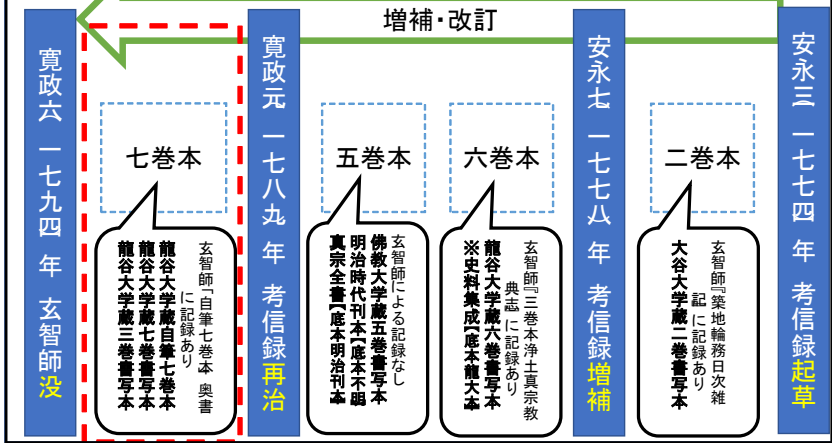 増補・改訂
安永三(一七七四)年 考信録起草
二巻本
玄智師『築地輪務日次雑
記』に記録あり
大谷大学蔵二巻書写本
安永七(一七七八)年 考信録増補
六巻本
玄智師『三巻本浄土真宗教
典志』に記録あり
龍谷大学蔵六巻書写本
※史料集成【底本龍大本】
五巻本
玄智師による記録なし
佛教大学蔵五巻書写本
明治時代刊本【底本不明】
真宗全書【底本明治刊本】
寛政元(一七八九)年 考信録再治
七巻本
玄智師「自筆七巻本」奥書
に記録あり
龍谷大学蔵自筆七巻本
龍谷大学蔵七巻書写本
龍谷大学蔵三巻書写本
寛政六(一七九四)年 玄智師没